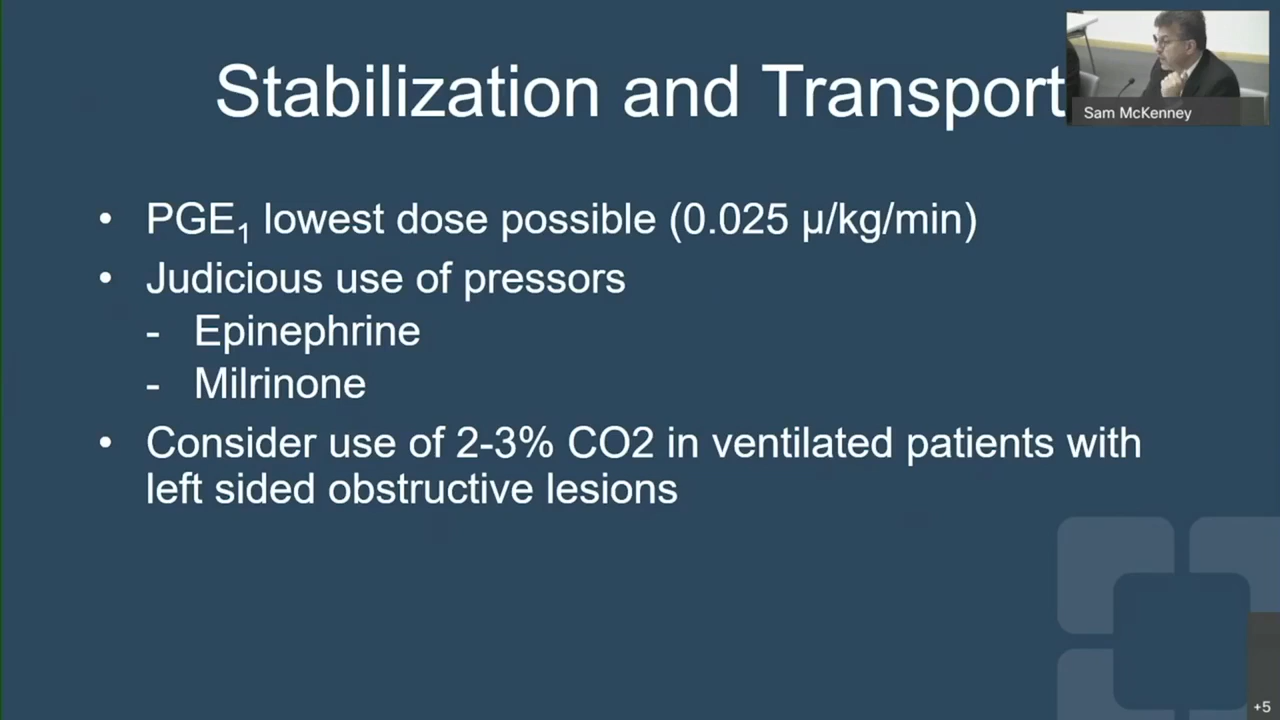 Stabilization and Transport
Sam McKenney
• PGE₁ lowest dose possible (0.025 μ/kg/min)
• Judicious use of pressors
- Epinephrine
- Milrinone
• Consider use of 2-3% CO2 in ventilated patients with
left sided obstructive lesions
+5